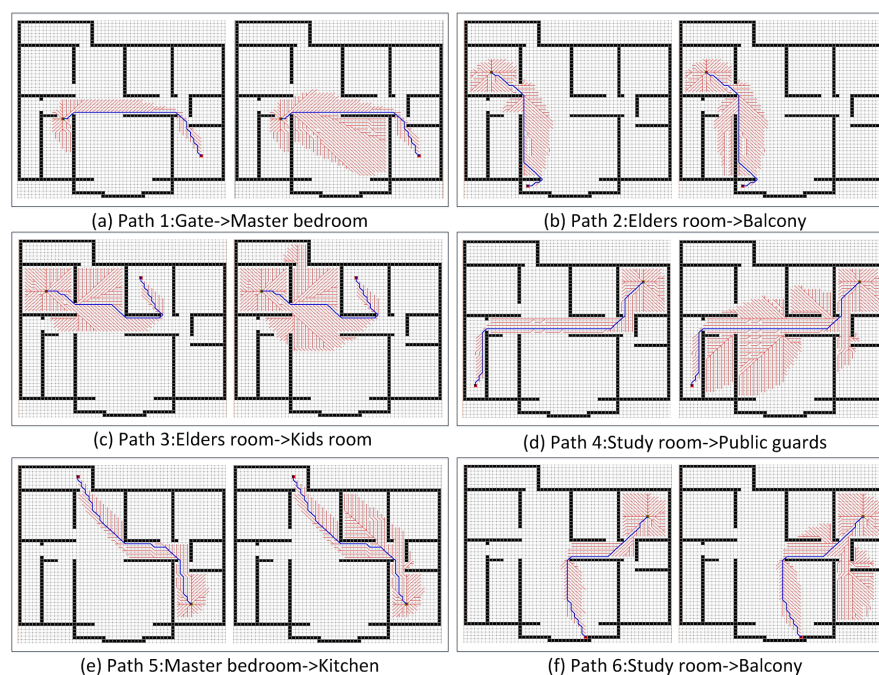 (a) Path 1:Gate->Master bedroom
(b) Path 2:Elders room->Balcony
(c) Path 3:Elders room->Kids room
(d) Path 4:Study room->Public guards
(e) Path 5:Master bedroom->Kitchen
(f) Path 6:Study room->Balcony